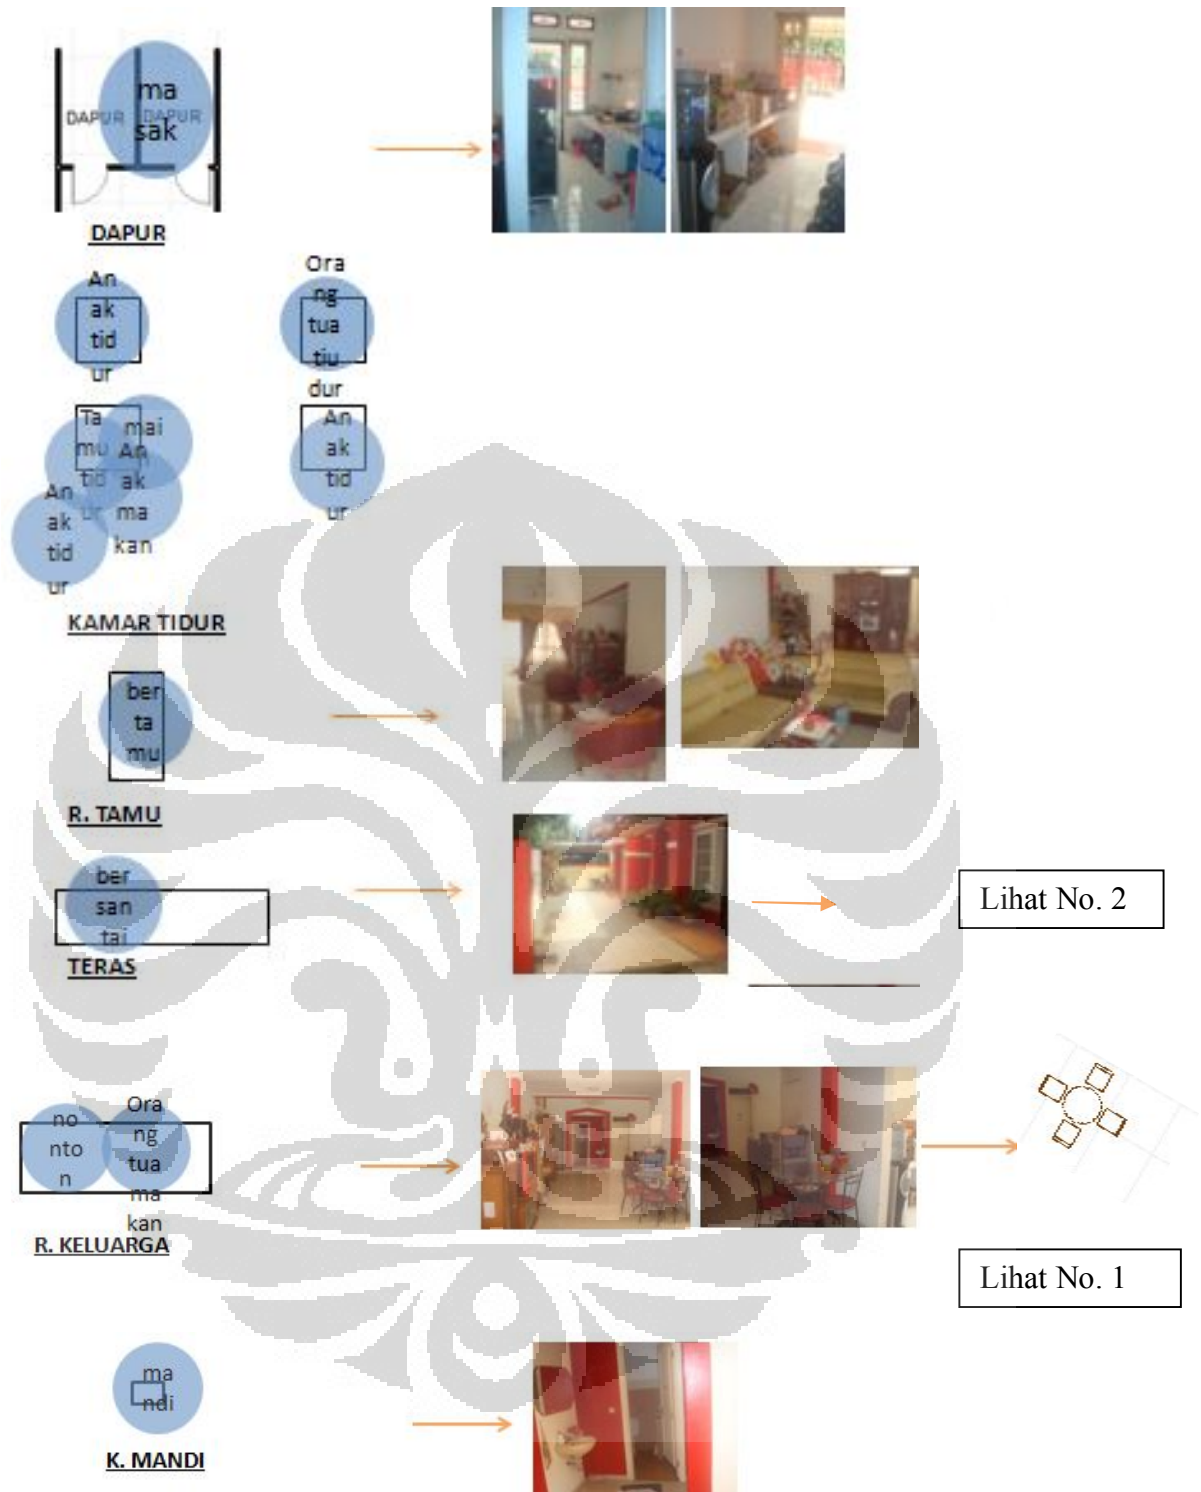 ma
sak
DAPUR
DAPUR
DAPUR
An
ak
tid
ur
Ora
ng
tua
tiu
dur
Ta
mu
tid
ur
mai
n
An
ak
ma
kan
An
ak
tid
ur
An
ak
tid
ur
KAMAR TIDUR
ber
ta
mu
R. TAMU
ber
san
tai
TERAS
Lihat No. 2
no
nto
n
Ora
ng
tua
ma
kan
R. KELUARGA
Lihat No. 1
ma
ndi
K. MANDI